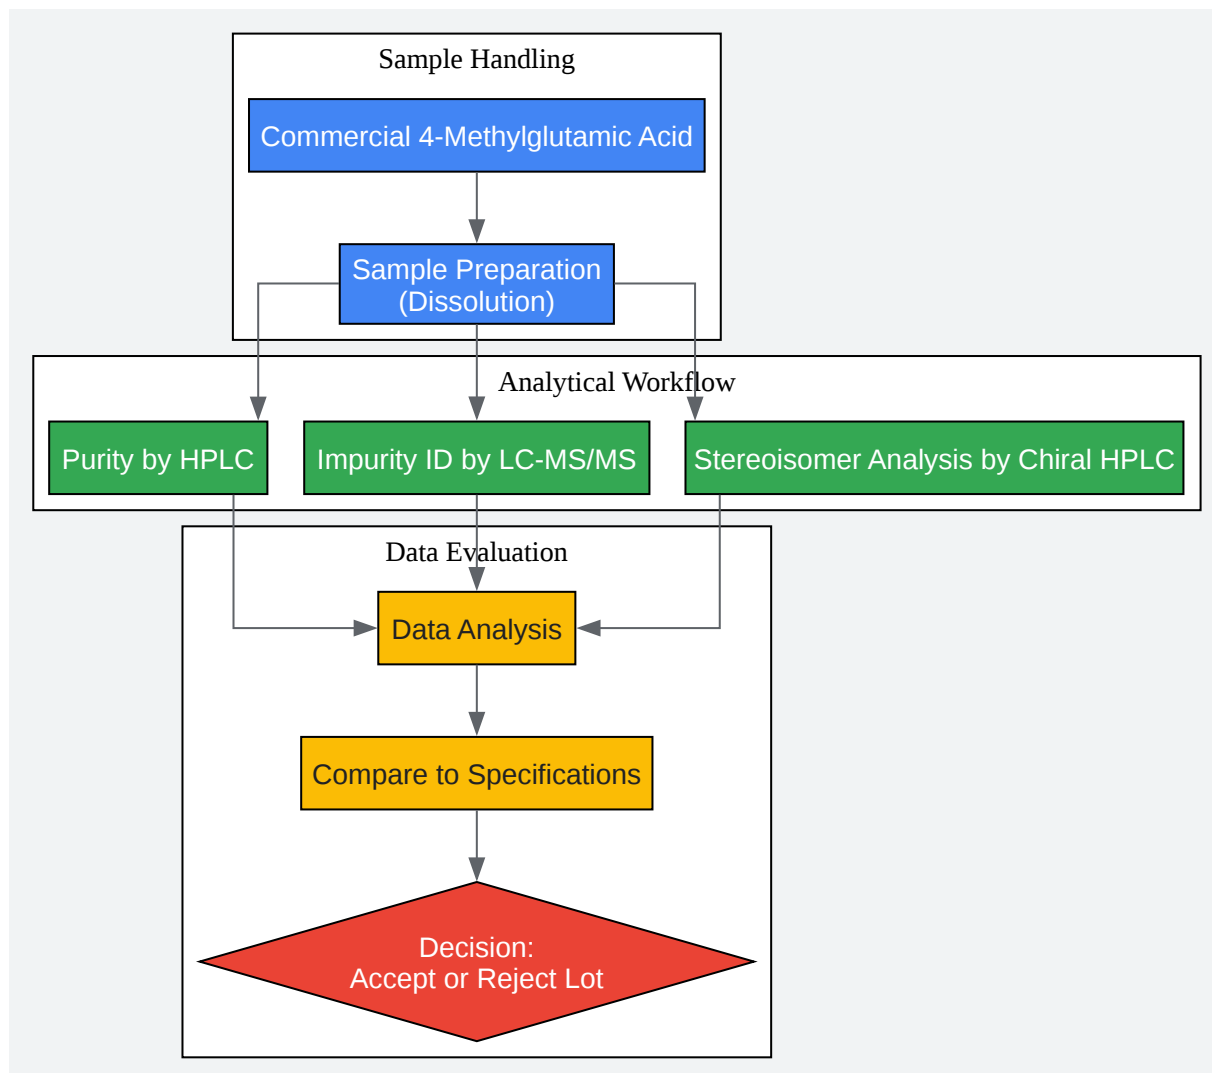 Sample Handling
Commercial 4-Methylglutamic Acid
Sample Preparation
(Dissolution)
Analytical Workflow
Purity by HPLC
Impurity ID by LC-MS/MS
Stereoisomer Analysis by Chiral HPLC
Data Evaluation
Data Analysis
Compare to Specifications
Decision:
Accept or Reject Lot